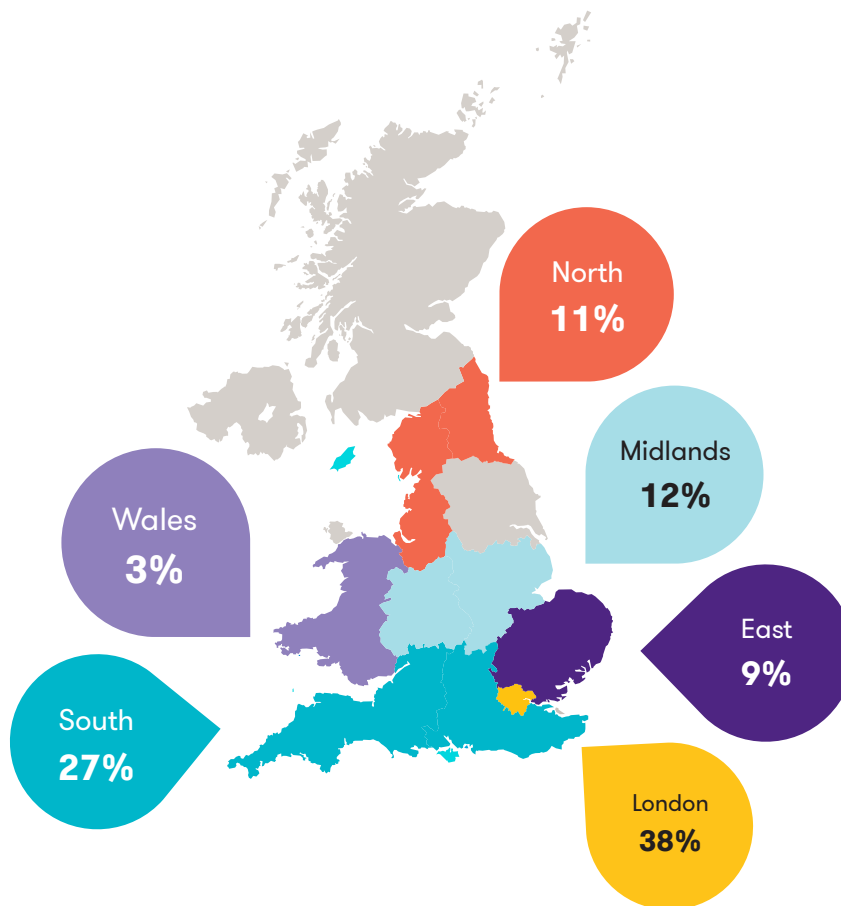 North
11%
Midlands
12%
Wales
3%
East
9%
South
27%
London
38%